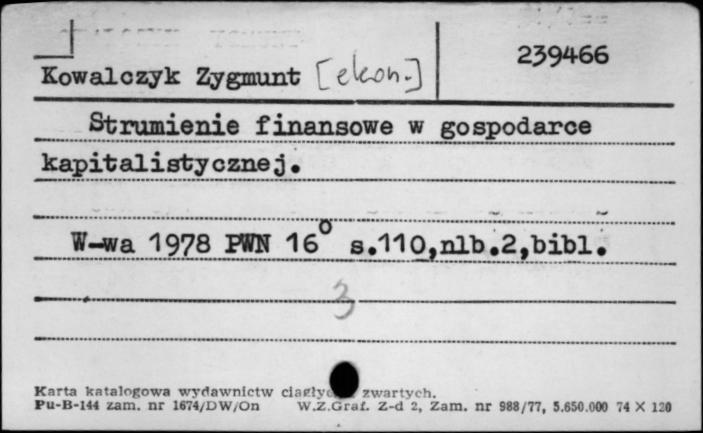 239466
Kowalczyk Zygmunt [ekon.]
Strumienie finansowe w gospodarce
kapitalistycznej.
W-wa 1978 PWN 16° s.110,nlb.2,bibl.
3
Karta katalogowa wydawnictw zwartych.
Pu-B-144 zam. nr 1674/DW/On W.Z.Graf. Z-d 2, Zam. nr 988/77, 5.650.000 74 X 120